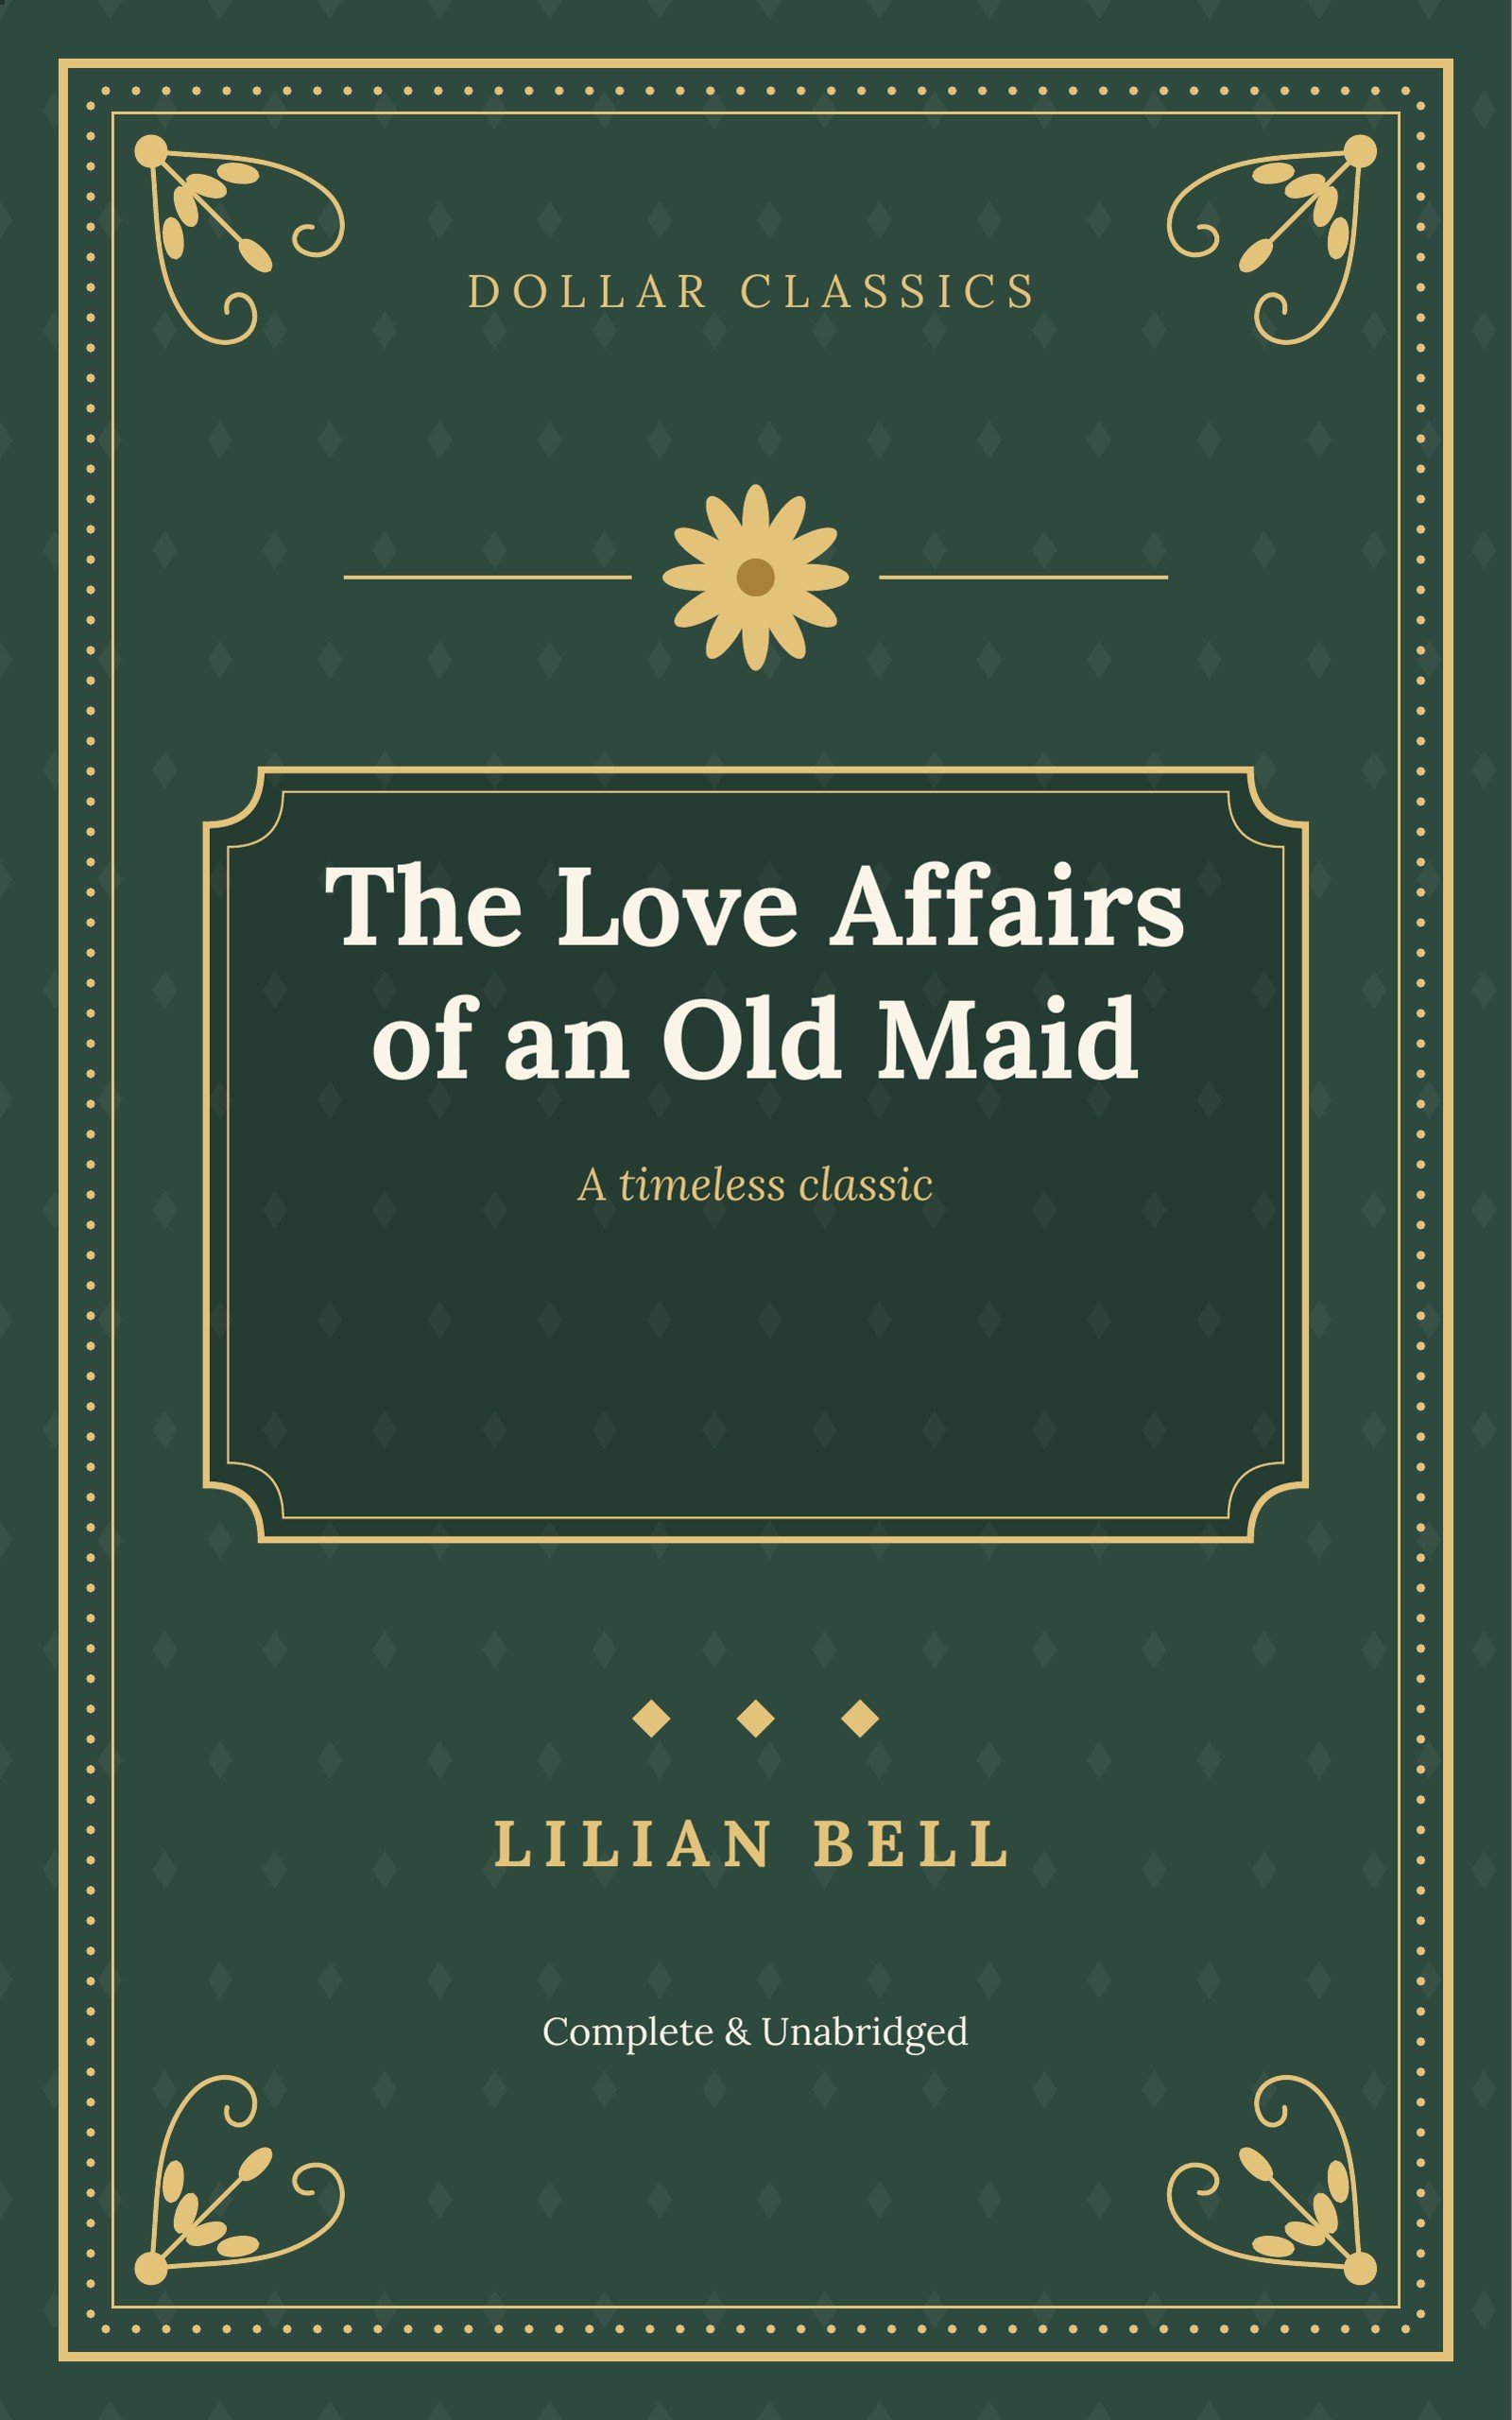 DOLLAR CLASSICS
The Love Affairs
of an Old Maid
A timeless classic
LILIAN BELL
Complete & Unabridged